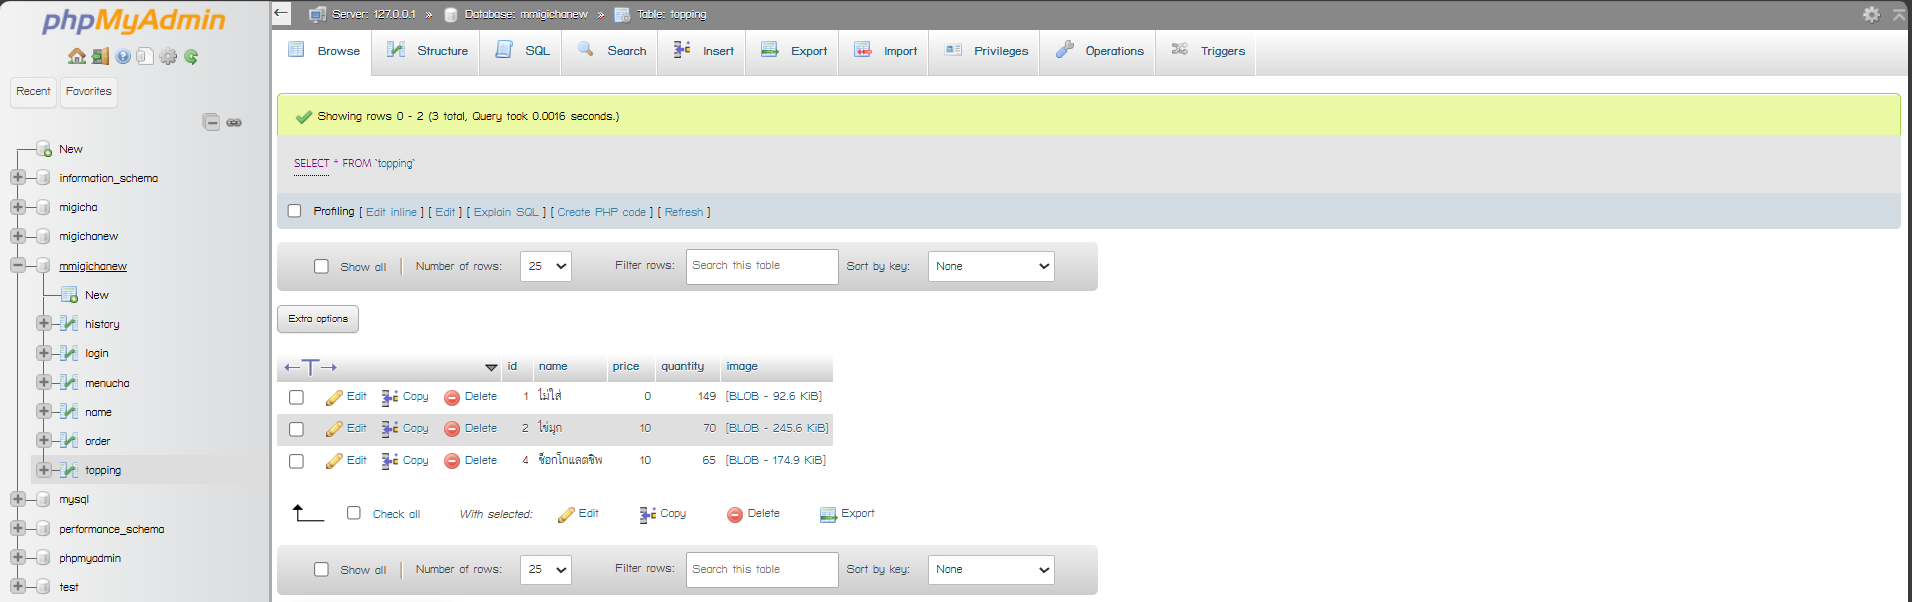 phpMyAdmin
Recent Favorites
New
information_schema
migicha
migichanew
mmigichanew
New
history
login
menucha
name
order
topping
mysql
performance_schema
phpmyadmin
test
Server: 127.0.0.1 » Database: mmigichanew » Table: topping
Browse Structure SQL Search Insert Export Import Privileges Operations Triggers
Showing rows 0 - 2 (3 total, Query took 0.0016 seconds.)
SELECT * FROM `topping`
Profiling [ Edit inline ] [ Edit ] [ Explain SQL ] [ Create PHP code ] [ Refresh ]
Show all Number of rows: 25 Filter rows: Search this table Sort by key: None
Extra options
id name price quantity image
Edit Copy Delete 1 ไม่ใส่ 0 149 [BLOB - 92.6 KiB]
Edit Copy Delete 2 ไข่มุก 10 70 [BLOB - 245.6 KiB]
Edit Copy Delete 4 ช็อกโกแลตชิพ 10 65 [BLOB - 174.9 KiB]
Check all With selected: Edit Copy Delete Export
Show all Number of rows: 25 Filter rows: Search this table Sort by key: None